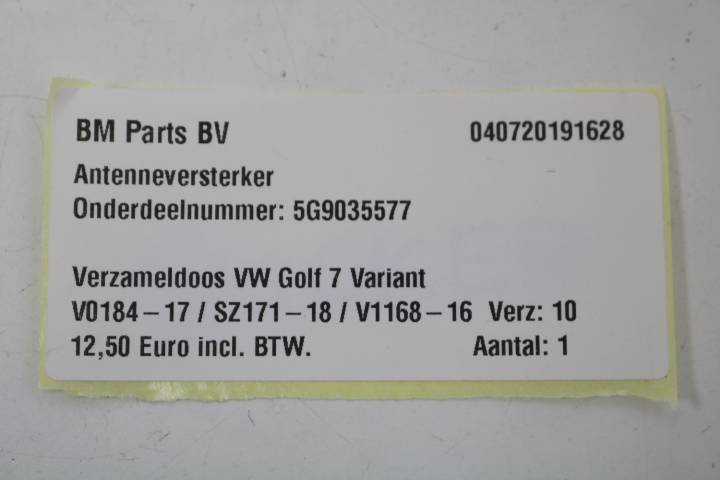 BM Parts BV 040720191628
Antenneversterker
Onderdeelnummer: 5G9035577
Verzameldoos VW Golf 7 Variant
V0184-17 / SZ171-18 / V1168-16 Verz: 10
12,50 Euro incl. BTW. Aantal: 1